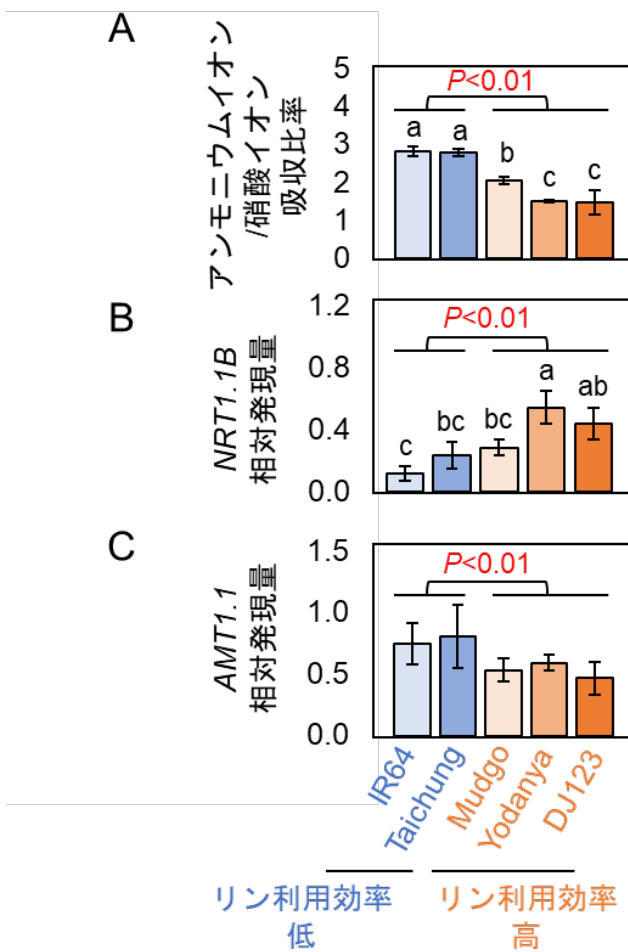 A
アンモニウムイオン
/硝酸イオン
吸収比率
5
4
3
2
1
0
P<0.01
a
a
b
c
c
B
NRT1.1B
相対発現量
1.2
0.8
0.4
0.0
P<0.01
c
bc
bc
a
ab
C
AMT1.1
相対発現量
1.5
1.0
0.5
0.0
P<0.01
IR64
Taichung
Mudgo
Yodanya
DJ123
リン利用効率
低
リン利用効率
高